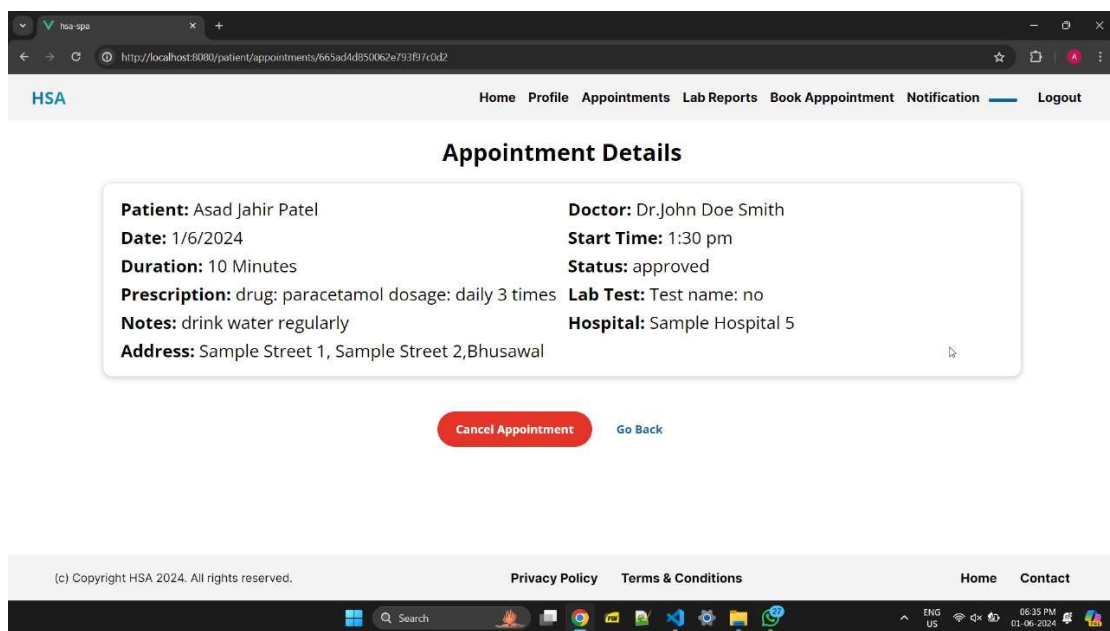 hsa-spa
http://localhost:8080/patient/appointments/665ad4d850062e793f97c0d2
HSA Home Profile Appointments Lab Reports Book Apppointment Notification Logout
Appointment Details
Patient: Asad Jahir Patel Doctor: Dr.John Doe Smith
Date: 1/6/2024 Start Time: 1:30 pm
Duration: 10 Minutes Status: approved
Prescription: drug: paracetamol dosage: daily 3 times Lab Test: Test name: no
Notes: drink water regularly Hospital: Sample Hospital 5
Address: Sample Street 1, Sample Street 2,Bhusawal
Cancel Appointment Go Back
(c) Copyright HSA 2024. All rights reserved. Privacy Policy Terms & Conditions Home Contact
Search 27 ENG US 06:35 PM 01-06-2024